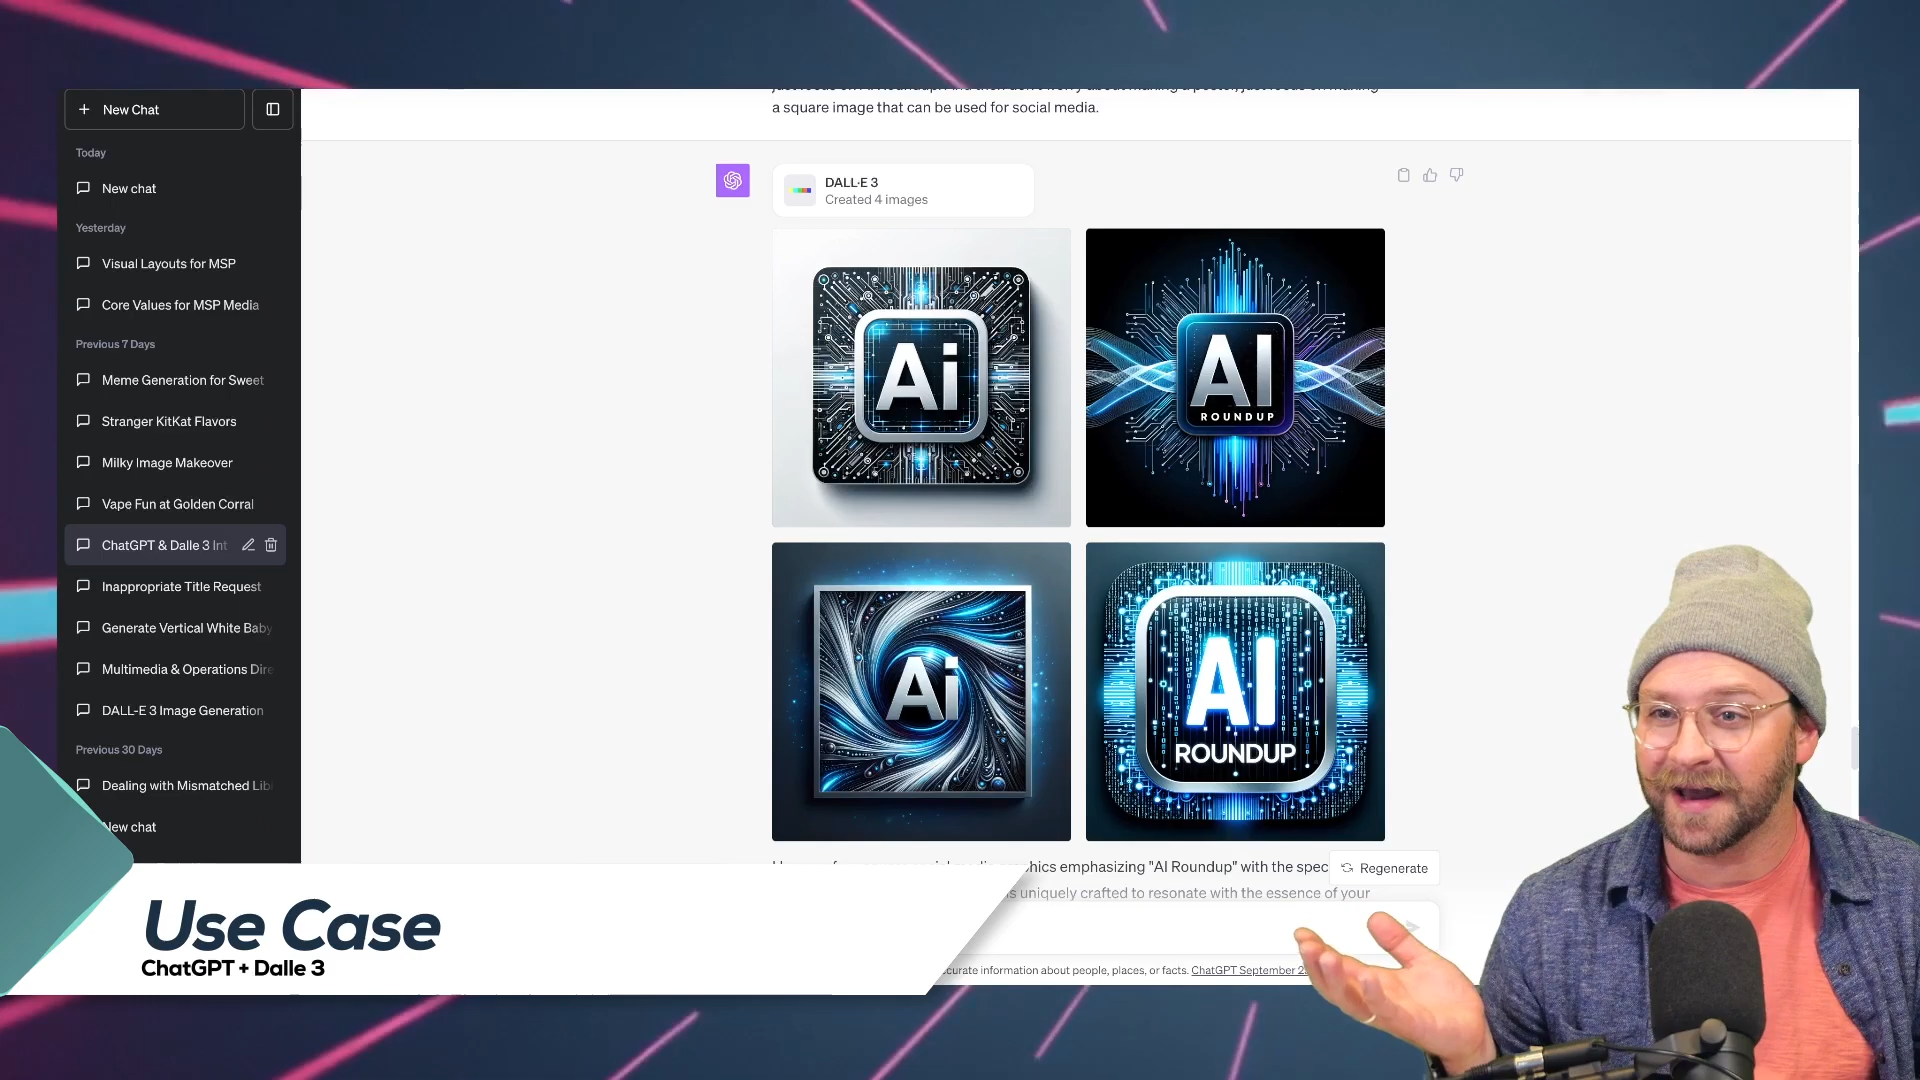 New Chat
Today
New chat
Yesterday
Visual Layouts for MSP
Core Values for MSP Media
Previous 7 Days
Meme Generation for Sweet
Stranger KitKat Flavors
Milky Image Makeover
Vape Fun at Golden Corral
ChatGPT & Dalle 3 Int
Inappropriate Title Request
Generate Vertical White Baby
Multimedia & Operations Dire
DALL-E 3 Image Generation
Previous 30 Days
Dealing with Mismatched Lib
New chat
a square image that can be used for social media.
DALL·E 3
Created 4 images
Ai
AI
ROUNDUP
Ai
AI
ROUNDUP
emphasizing "AI Roundup" with the spec
Regenerate
is uniquely crafted to resonate with the essence of your
information about people, places, or facts. ChatGPT September
Use Case
ChatGPT + Dalle 3